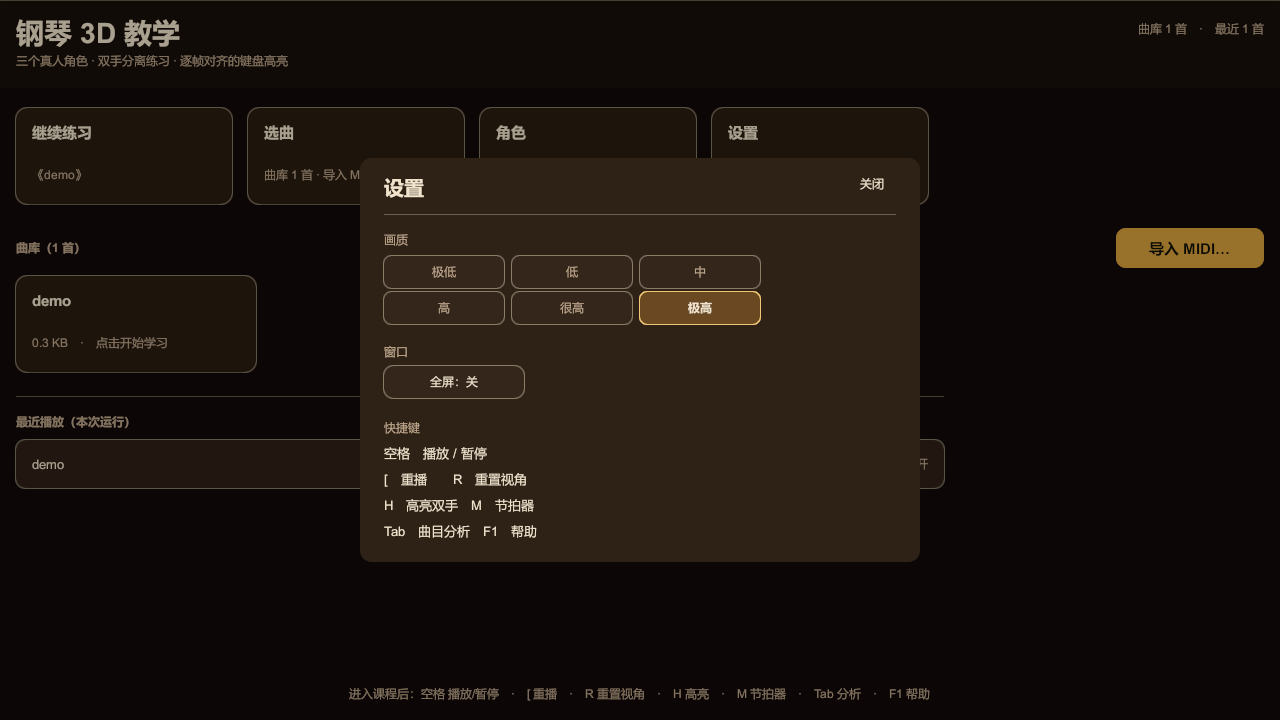 钢琴 3D 教学
三个真人角色 · 双手分离练习 · 逐帧对齐的键盘高亮
曲库 1 首 · 最近 1 首
继续练习
《demo》
选曲
曲库 1 首 · 导入 M
角色
设置
曲库（1 首）
导入 MIDI…
demo
0.3 KB · 点击开始学习
最近播放（本次运行）
demo
设置
关闭
画质
极低 低 中
高 很高 极高
窗口
全屏：关
快捷键
空格 播放 / 暂停
[ 重播 R 重置视角
H 高亮双手 M 节拍器
Tab 曲目分析 F1 帮助
进入课程后：空格 播放/暂停 · [ 重播 · R 重置视角 · H 高亮 · M 节拍器 · Tab 分析 · F1 帮助